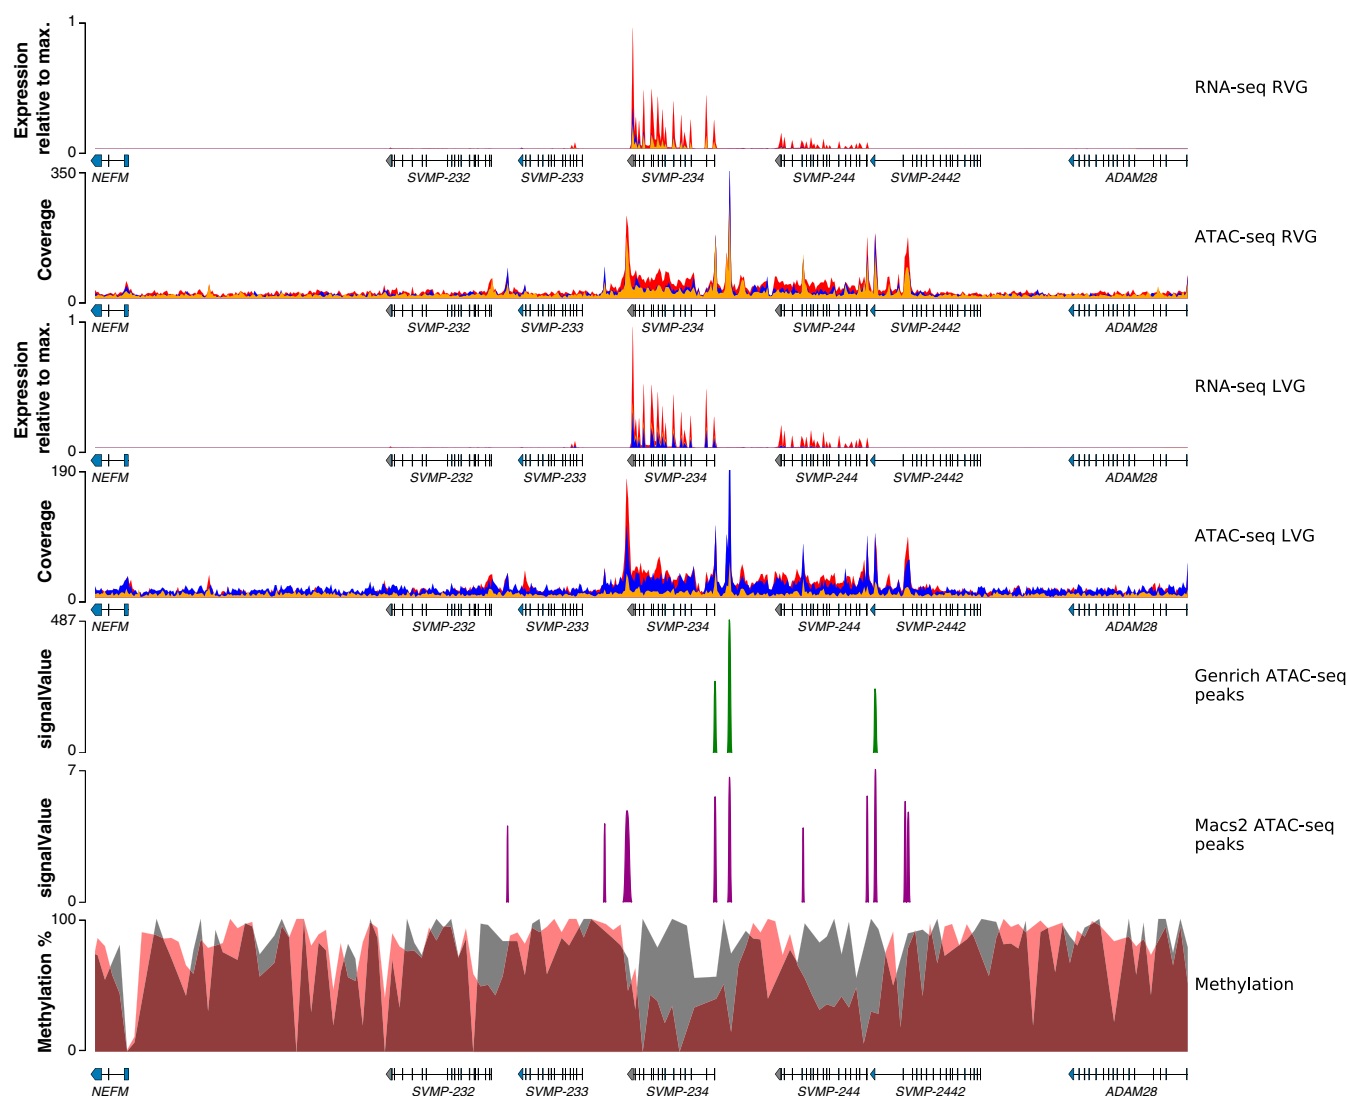 Expression
relative to max.
1
0
RNA-seq RVG
NEFM SVMP-232 SVMP-233 SVMP-234 SVMP-244 SVMP-2442 ADAM28
Coverage
350
0
ATAC-seq RVG
NEFM SVMP-232 SVMP-233 SVMP-234 SVMP-244 SVMP-2442 ADAM28
Expression
relative to max.
1
0
RNA-seq LVG
NEFM SVMP-232 SVMP-233 SVMP-234 SVMP-244 SVMP-2442 ADAM28
Coverage
190
0
ATAC-seq LVG
NEFM SVMP-232 SVMP-233 SVMP-234 SVMP-244 SVMP-2442 ADAM28
signalValue
487
0
Genrich ATAC-seq
peaks
signalValue
7
0
Macs2 ATAC-seq
peaks
Methylation %
100
0
Methylation
NEFM SVMP-232 SVMP-233 SVMP-234 SVMP-244 SVMP-2442 ADAM28